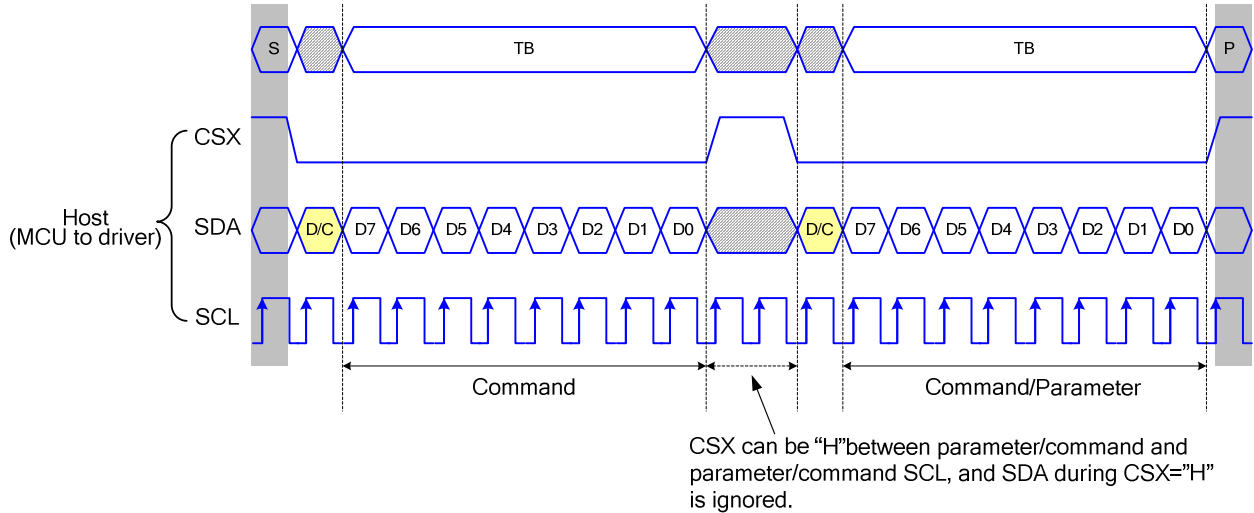 S TB TB P
CSX
Host
(MCU to driver)
SDA D/C D7 D6 D5 D4 D3 D2 D1 D0 D/C D7 D6 D5 D4 D3 D2 D1 D0
SCL
Command Command/Parameter
CSX can be “H”between parameter/command and
parameter/command SCL, and SDA during CSX=”H”
is ignored.